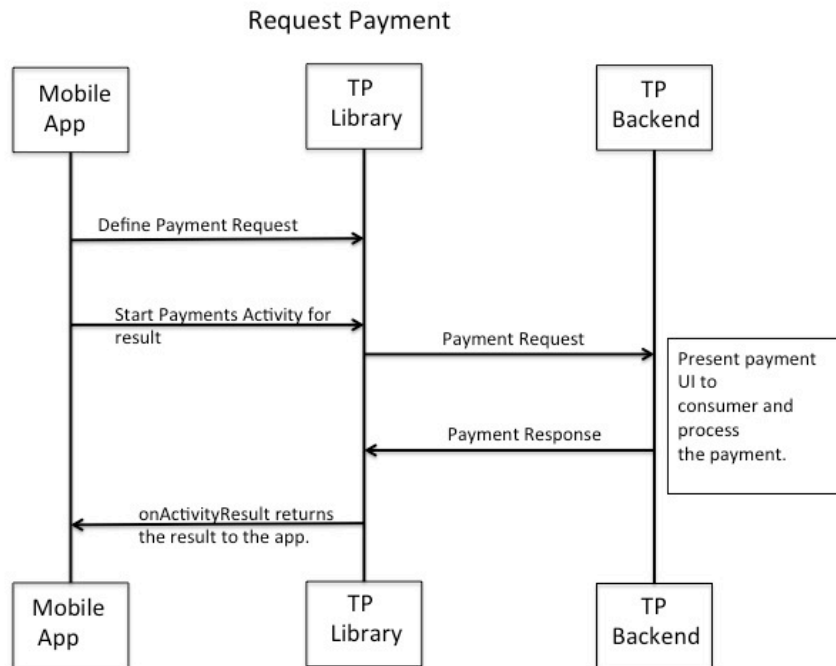 Request Payment
Mobile
App
TP
Library
TP
Backend
Define Payment Request
Start Payments Activity for
result
Payment Request
Present payment
UI to
consumer and
process
the payment.
Payment Response
onActivityResult returns
the result to the app.
Mobile
App
TP
Library
TP
Backend